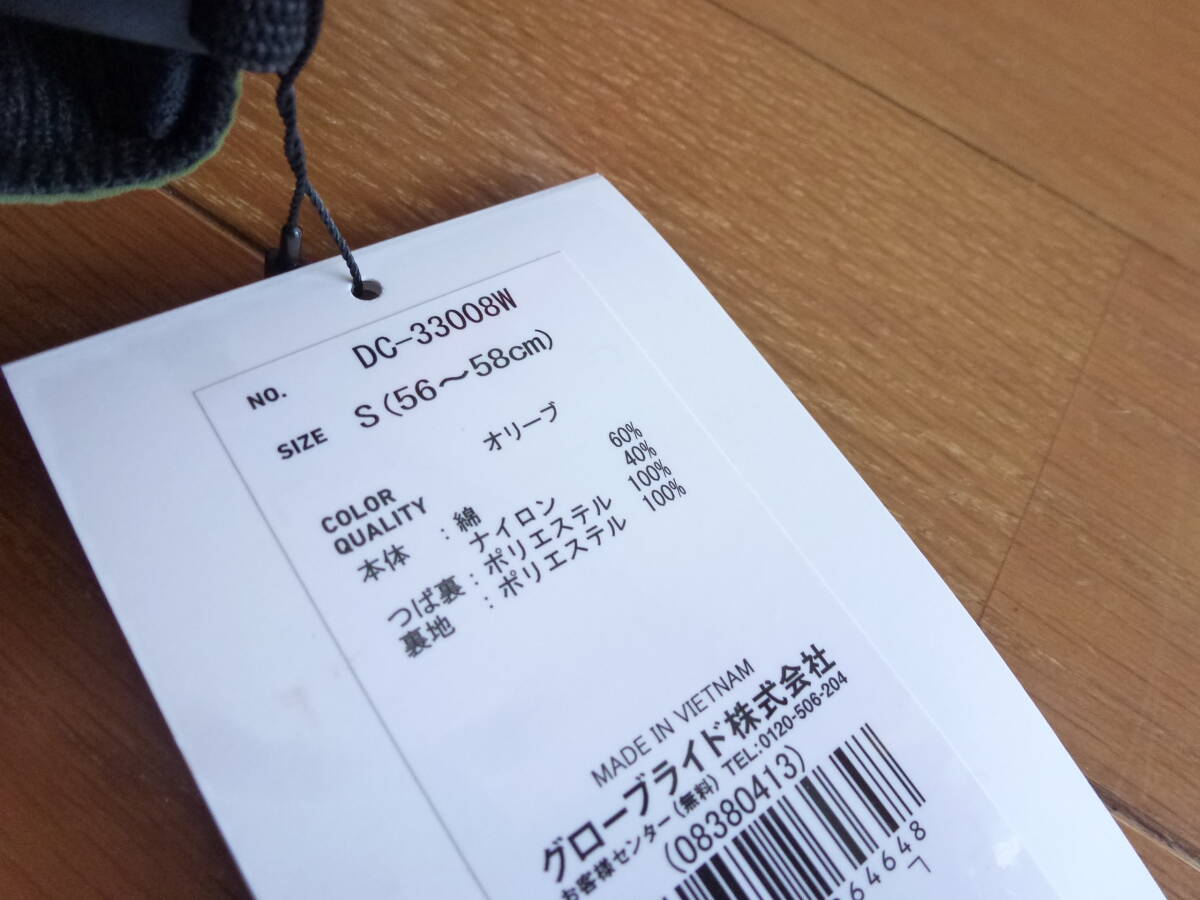 NO. DC-33008W
SIZE S(56～58cm)
COLOR オリーブ
QUALITY
本体 : 綿 60%
ナイロン 40%
つば裏 : ポリエステル 100%
裏地 : ポリエステル 100%
MADE IN VIETNAM
グローブライド株式会社
お客様センター(無料) TEL:0120-506-204
(08380413)